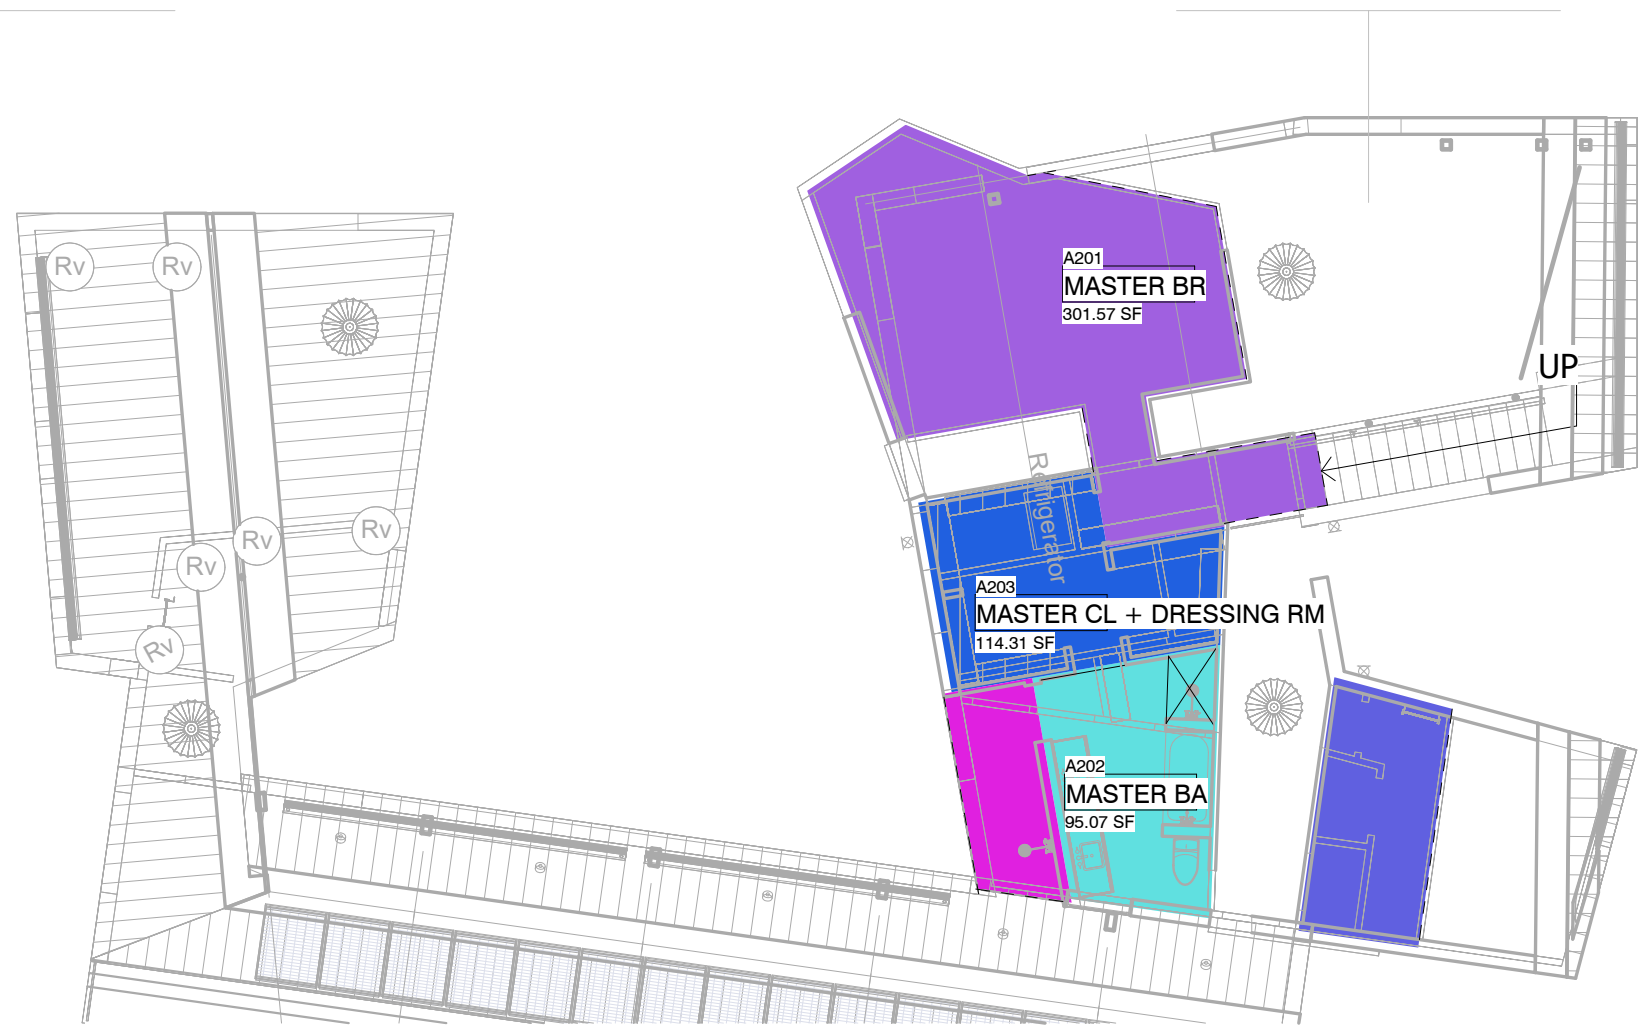 Rv
Rv
A201
MASTER BR
301.57 SF
UP
Refrigerator
Rv
Rv
Rv
A203
MASTER CL + DRESSING RM
114.31 SF
Rv
A202
MASTER BA
95.07 SF